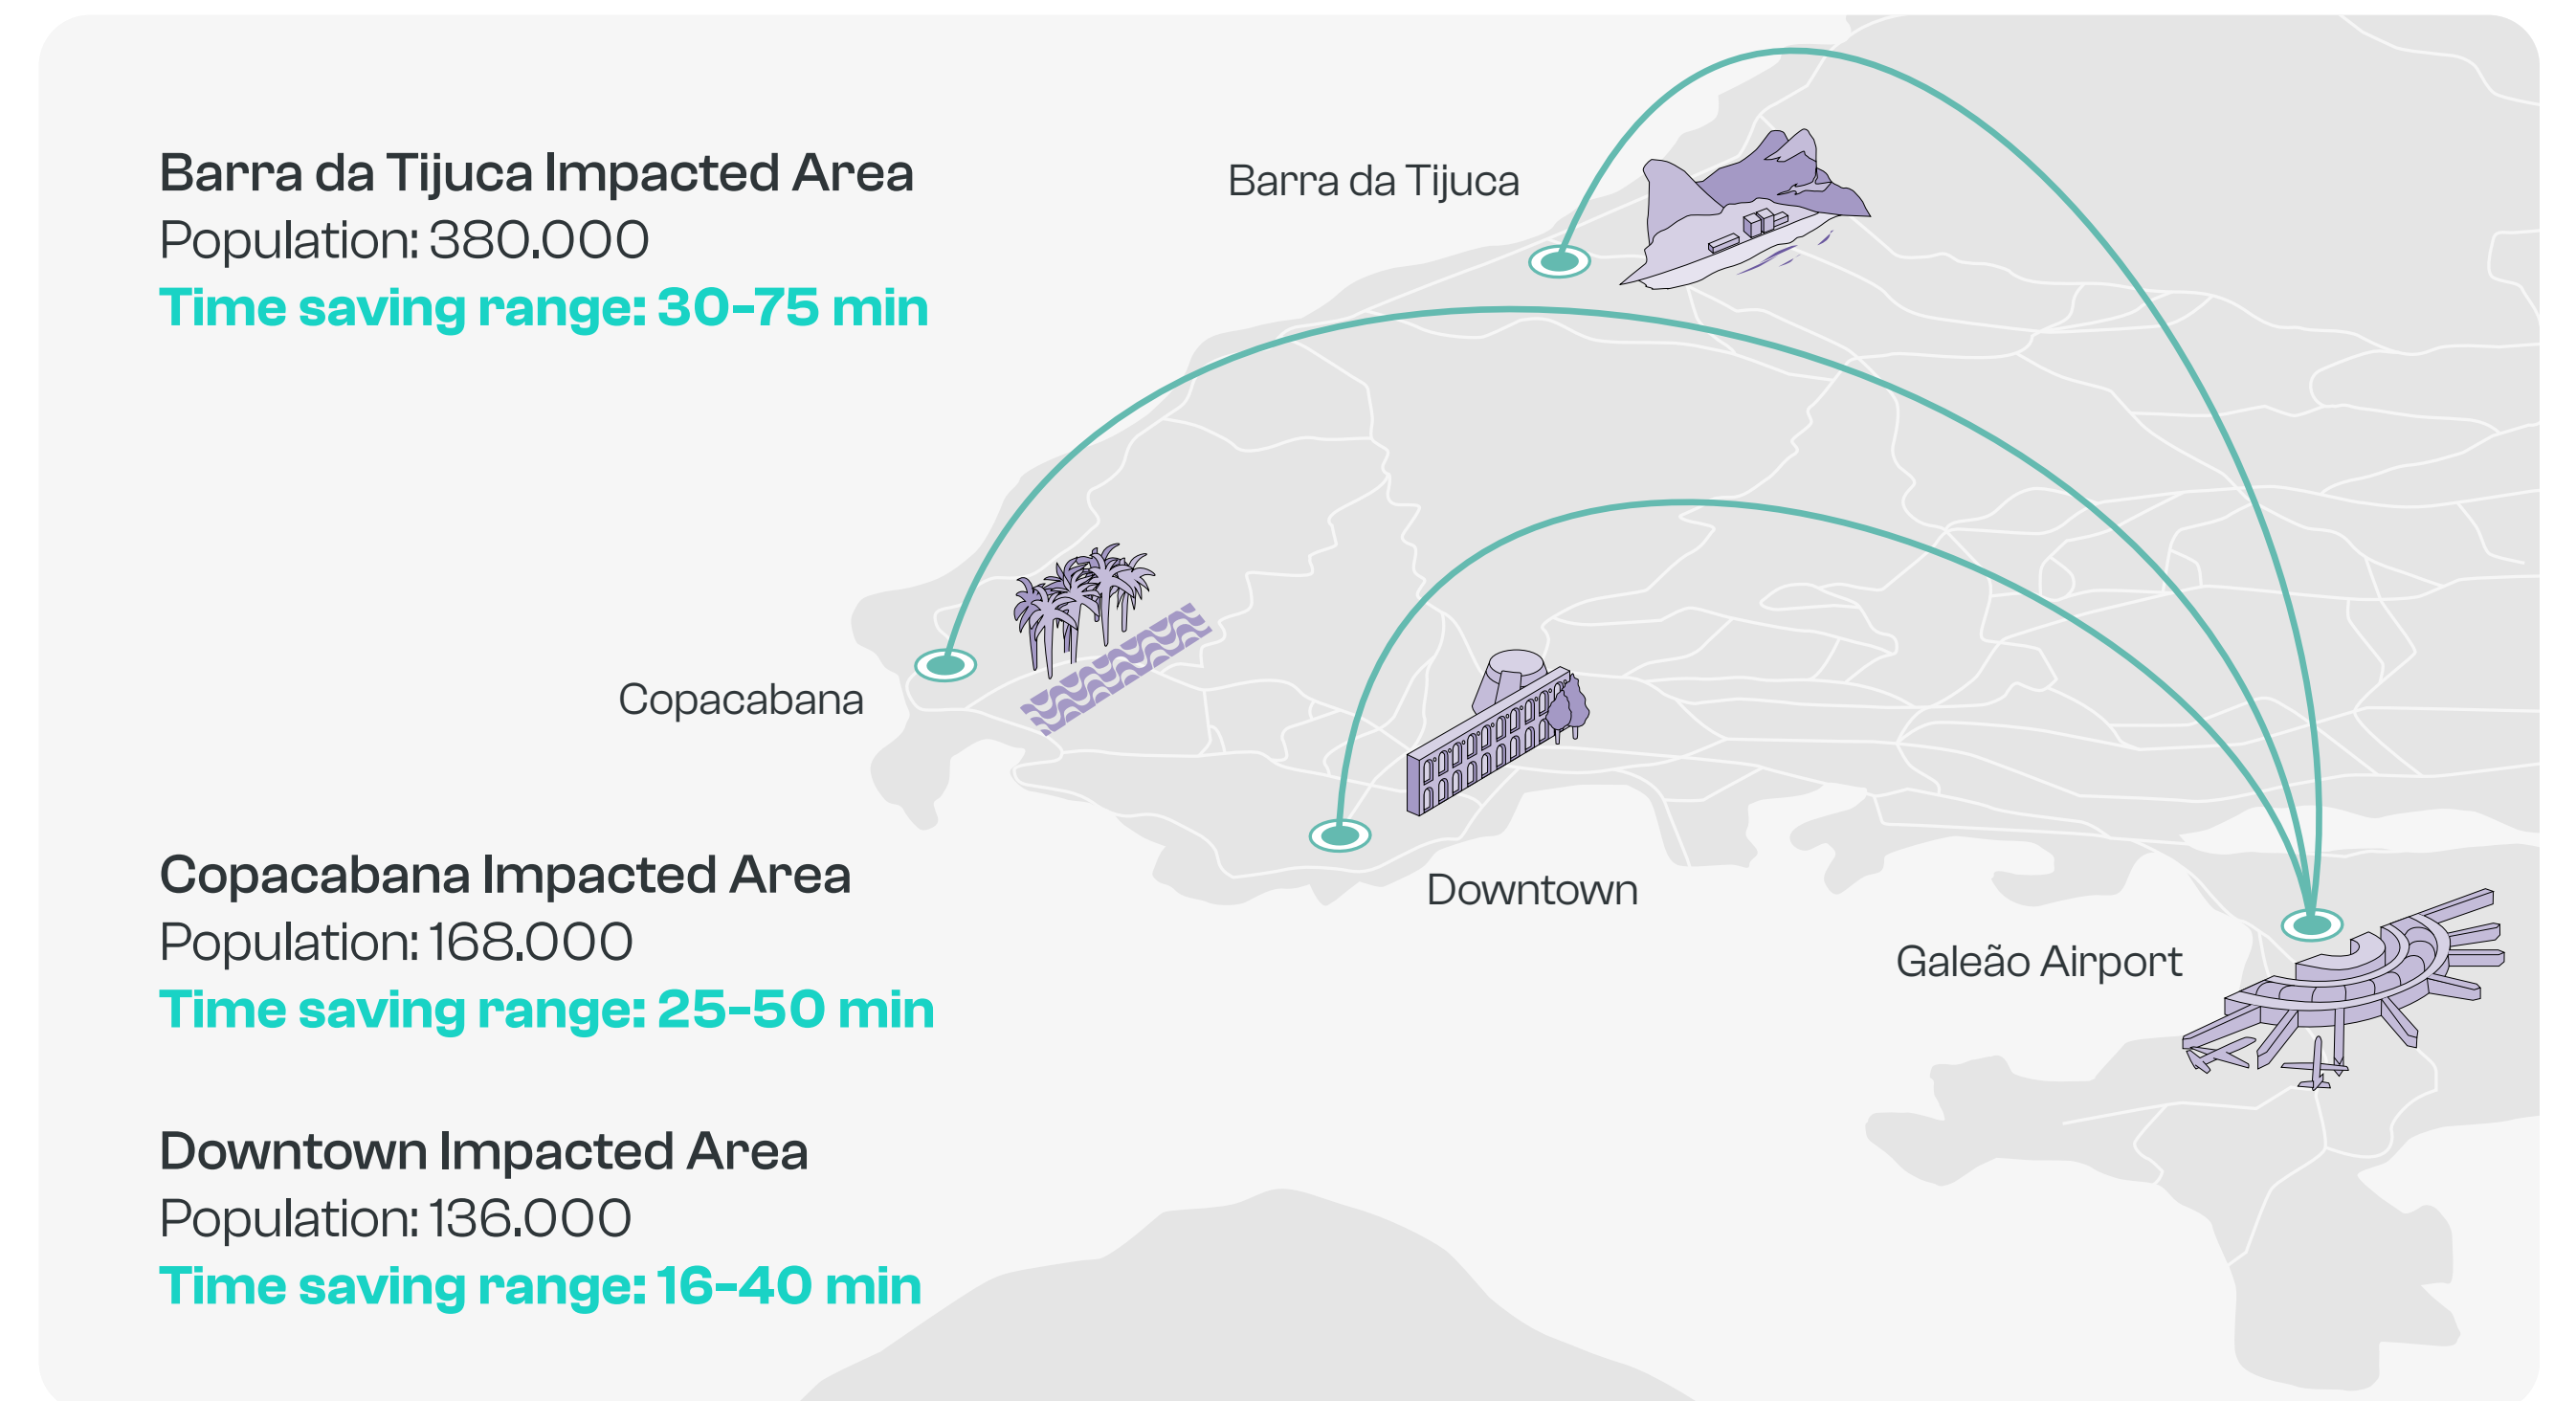 Barra da Tijuca Impacted Area
Population: 380.000
Time saving range: 30-75 min
Barra da Tijuca
Copacabana
Downtown
Galeão Airport
Copacabana Impacted Area
Population: 168.000
Time saving range: 25-50 min
Downtown Impacted Area
Population: 136.000
Time saving range: 16-40 min